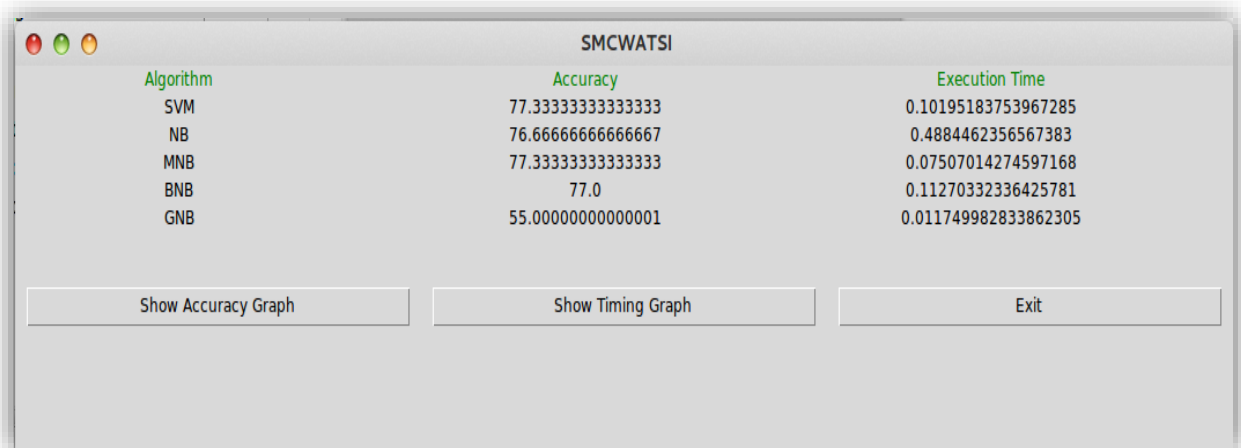 SMCWATSI
Algorithm Accuracy Execution Time
SVM 77.33333333333333 0.10195183753967285
NB 76.66666666666667 0.4884462356567383
MNB 77.33333333333333 0.07507014274597168
BNB 77.0 0.11270332336425781
GNB 55.00000000000001 0.011749982833862305
Show Accuracy Graph Show Timing Graph Exit